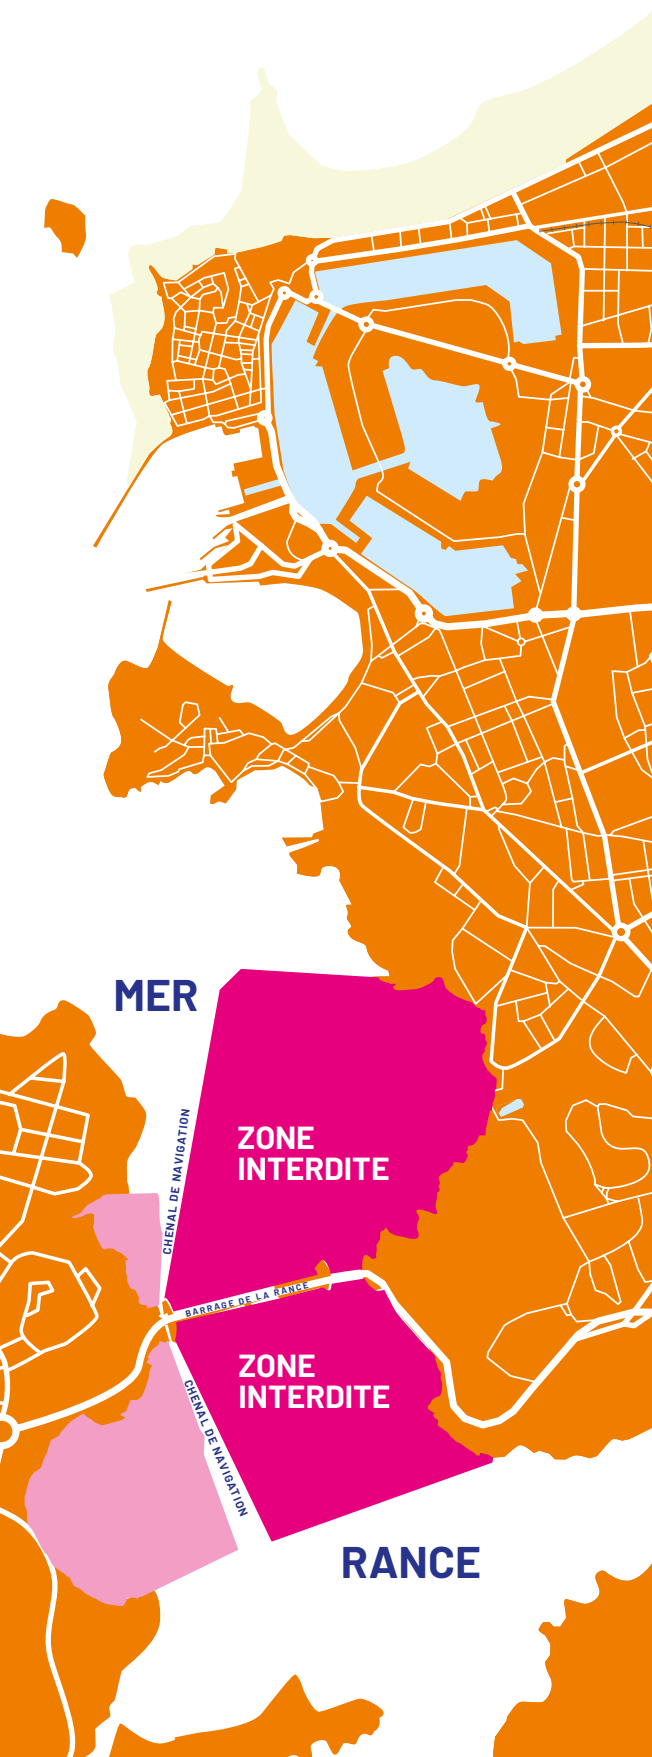 MER
CHENAL DE NAVIGATION
ZONE
INTERDITE
BARRAGE DE LA RANCE
ZONE
INTERDITE
CHENAL DE NAVIGATION
RANCE